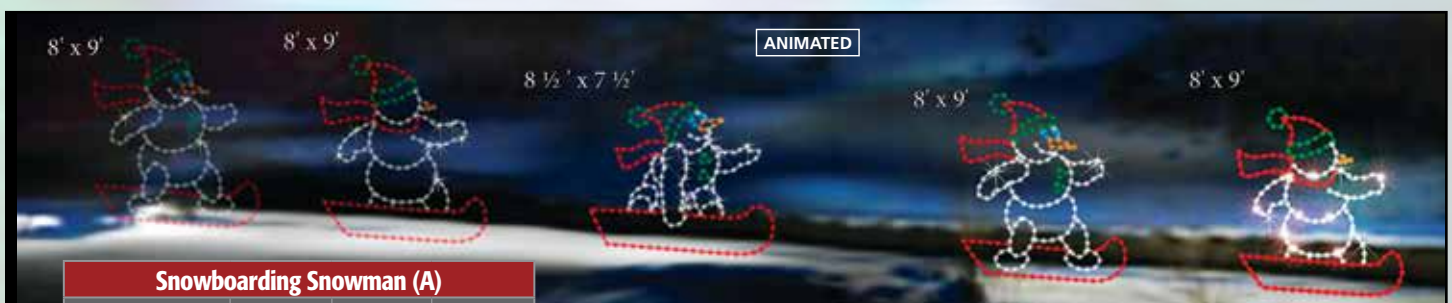 8' x 9'
8' x 9'
ANIMATED
8 ½ ' x 7 ½'
8' x 9'
8' x 9'
Snowboarding Snowman (A)